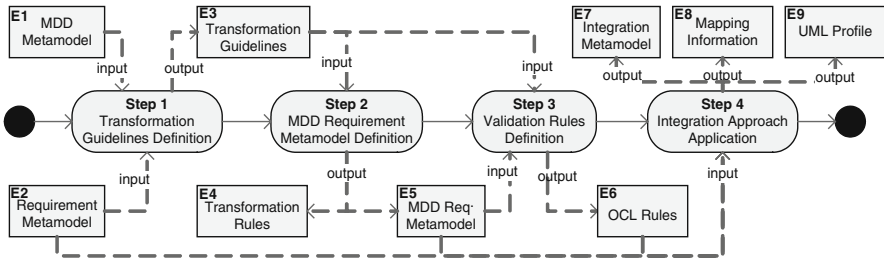 E1
MDD
Metamodel
E3
Transformation
Guidelines
E7
Integration
Metamodel
E8
Mapping
Information
E9
UML Profile
input
output
input
input
output
output
output
Step 1
Transformation
Guidelines Definition
Step 2
MDD Requirement
Metamodel Definition
Step 3
Validation Rules
Definition
Step 4
Integration Approach
Application
input
output
input
output
input
E2
Requirement
Metamodel
E4
Transformation
Rules
E5
MDD Req·
Metamodel
E6
OCL Rules